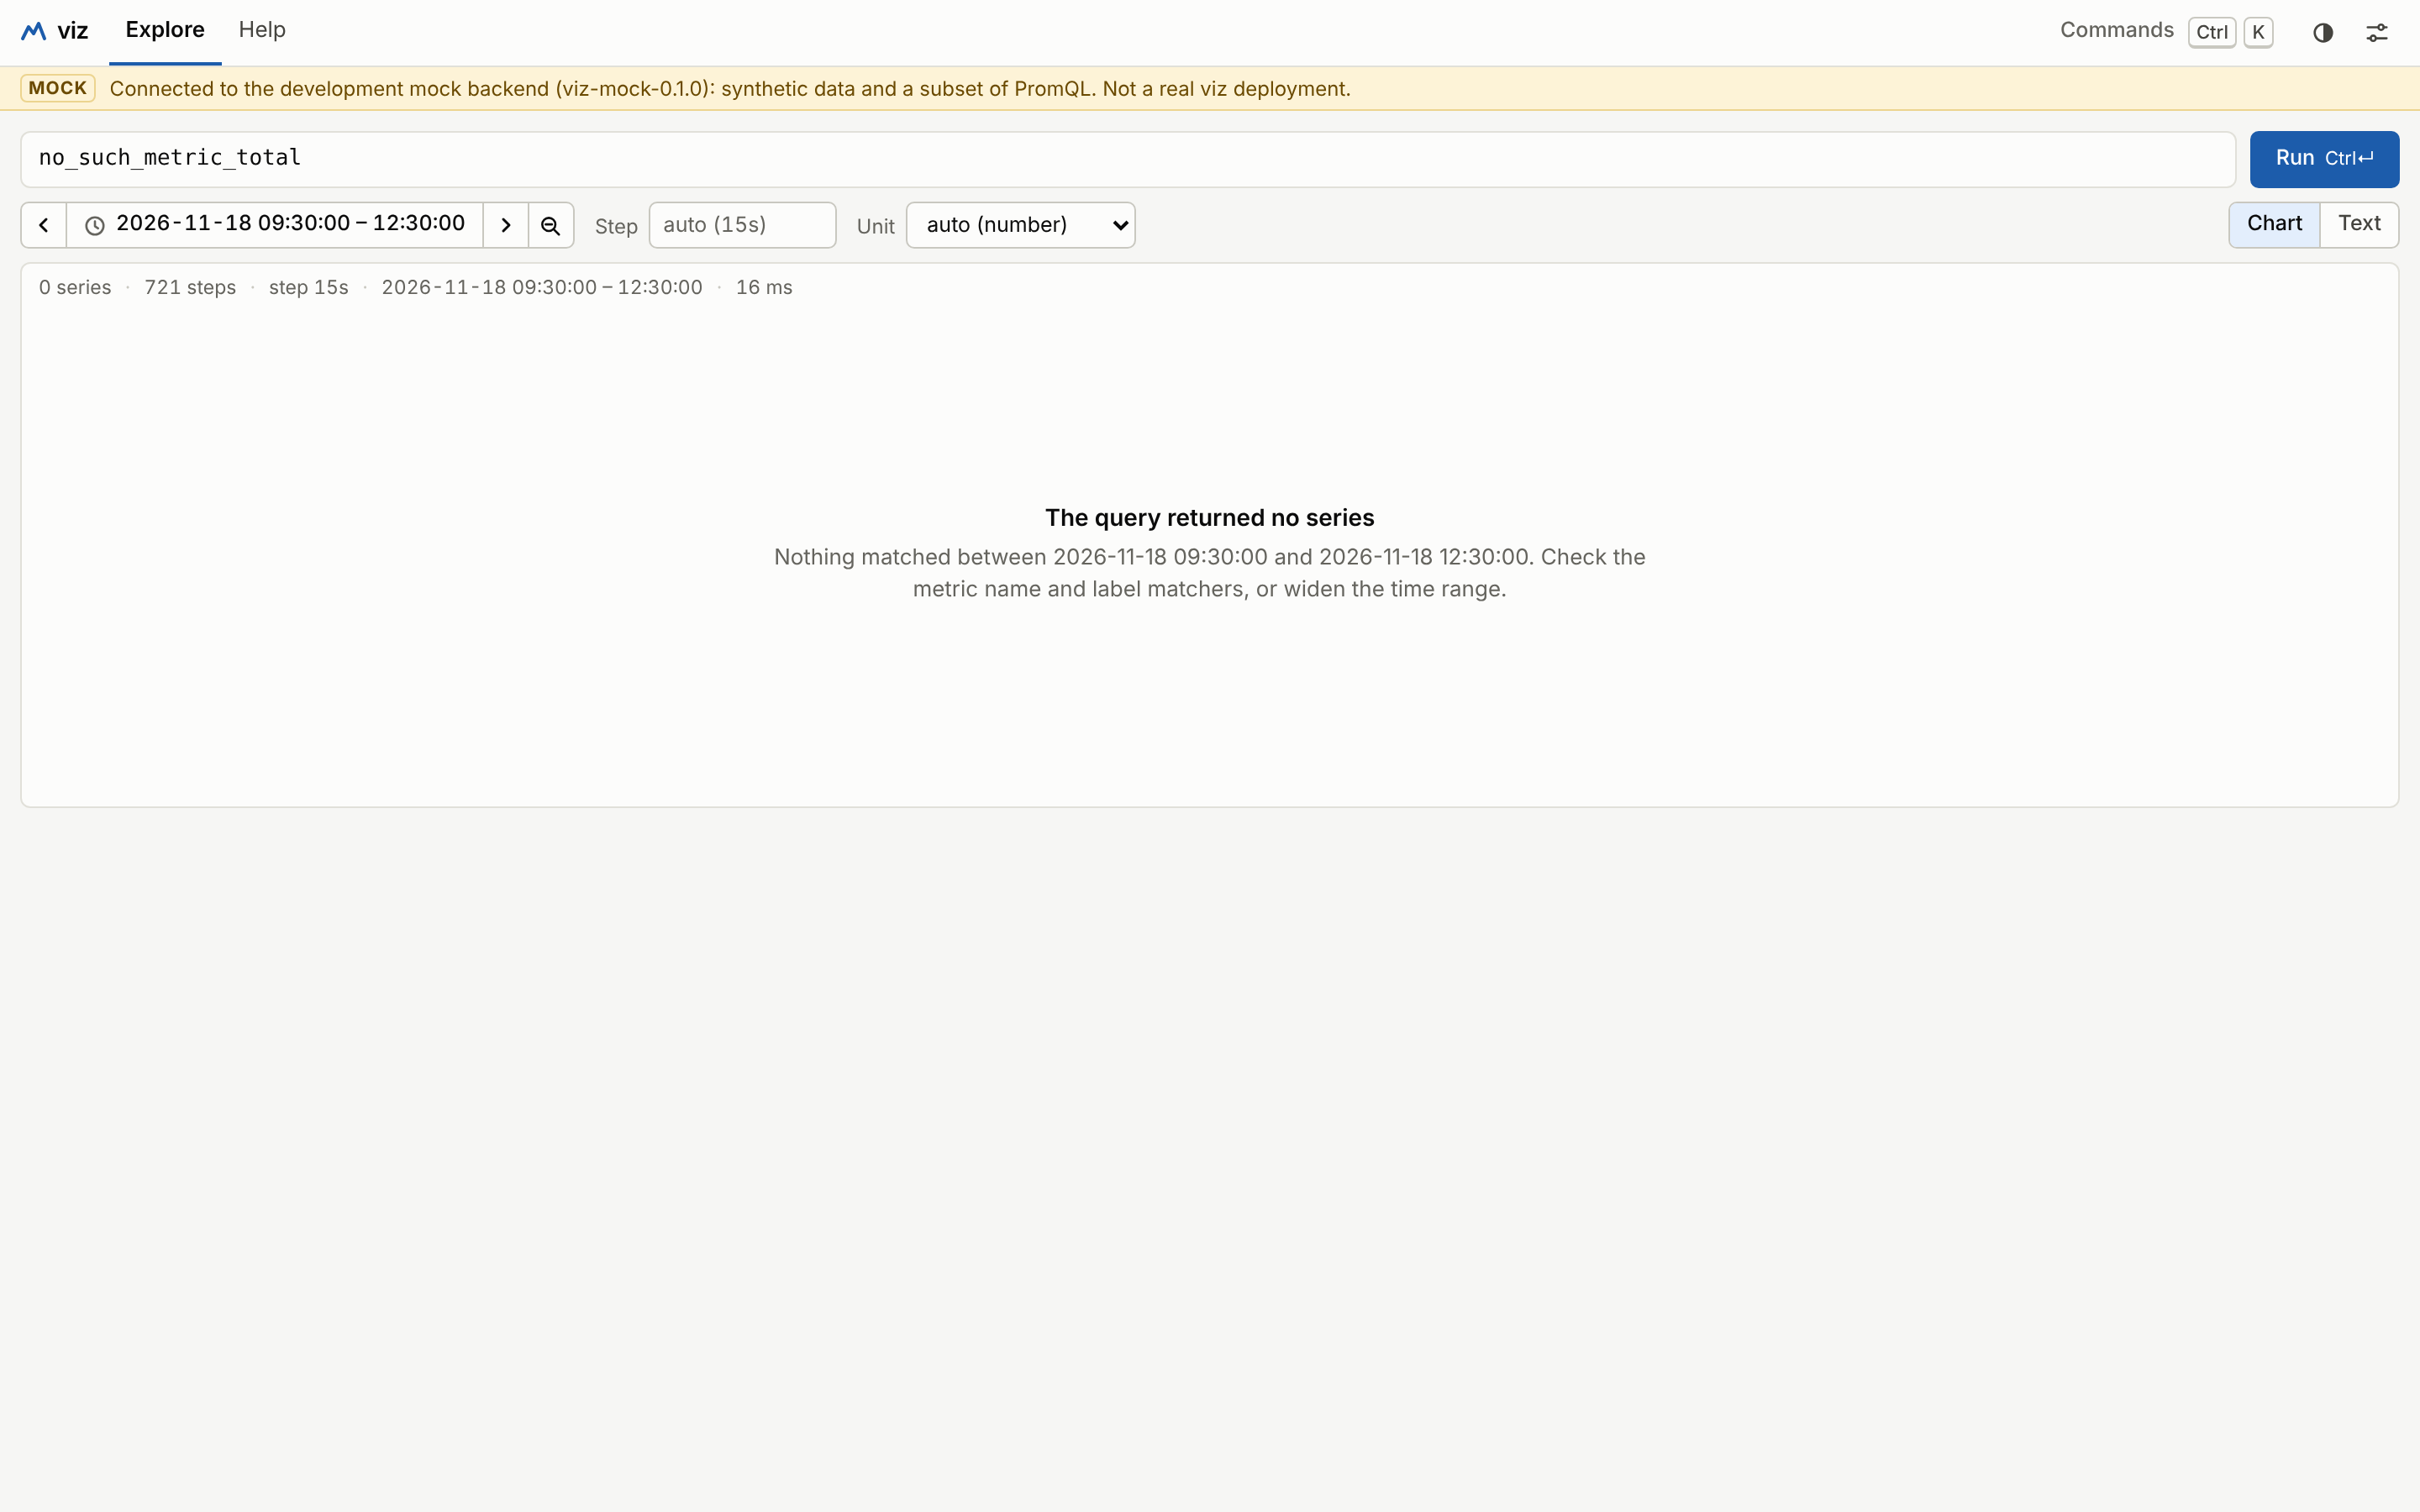 viz Explore Help Commands Ctrl K
MOCK Connected to the development mock backend (viz-mock-0.1.0): synthetic data and a subset of PromQL. Not a real viz deployment.
no_such_metric_total Run Ctrl↵
2026-11-18 09:30:00 – 12:30:00 Step auto (15s) Unit auto (number) Chart Text
0 series · 721 steps · step 15s · 2026-11-18 09:30:00 – 12:30:00 · 16 ms
The query returned no series
Nothing matched between 2026-11-18 09:30:00 and 2026-11-18 12:30:00. Check the
metric name and label matchers, or widen the time range.